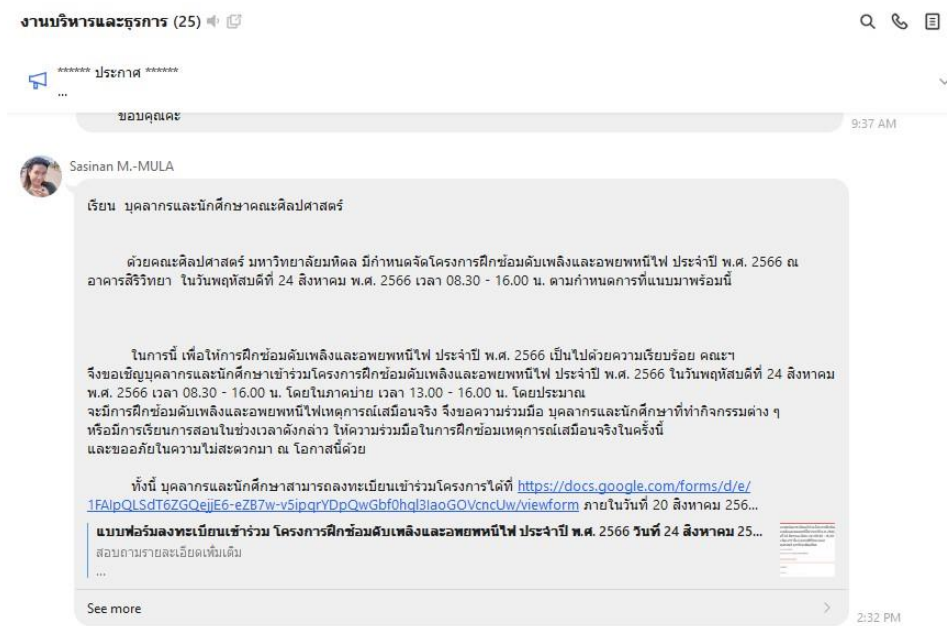 งานบริหารและธุรการ (25)
****** ประกาศ ******
...
ขอบคุณค่ะ
9:37 AM
Sasinan M.-MULA
เรียน บุคลากรและนักศึกษาคณะศิลปศาสตร์
ด้วยคณะศิลปศาสตร์ มหาวิทยาลัยมหิดล มีกำหนดจัดโครงการฝึกซ้อมดับเพลิงและอพยพหนีไฟ ประจำปี พ.ศ. 2566 ณ
อาคารสิริวิทยา ในวันพฤหัสบดีที่ 24 สิงหาคม พ.ศ. 2566 เวลา 08.30 - 16.00 น. ตามกำหนดการที่แนบมาพร้อมนี้
ในการนี้ เพื่อให้การฝึกซ้อมดับเพลิงและอพยพหนีไฟ ประจำปี พ.ศ. 2566 เป็นไปด้วยความเรียบร้อย คณะฯ
จึงขอเชิญบุคลากรและนักศึกษาเข้าร่วมโครงการฝึกซ้อมดับเพลิงและอพยพหนีไฟ ประจำปี พ.ศ. 2566 ในวันพฤหัสบดีที่ 24 สิงหาคม
พ.ศ. 2566 เวลา 08.30 - 16.00 น. โดยในภาคบ่าย เวลา 13.00 - 16.00 น. โดยประมาณ
จะมีการฝึกซ้อมดับเพลิงและอพยพหนีไฟเหตุการณ์เสมือนจริง จึงขอความร่วมมือ บุคลากรและนักศึกษาที่ทำกิจกรรมต่าง ๆ
หรือมีการเรียนการสอนในช่วงเวลาดังกล่าว ให้ความร่วมมือในการฝึกซ้อมเหตุการณ์เสมือนจริงในครั้งนี้
และขออภัยในความไม่สะดวกมา ณ โอกาสนี้ด้วย
ทั้งนี้ บุคลากรและนักศึกษาสามารถลงทะเบียนเข้าร่วมโครงการได้ที่ https://docs.google.com/forms/d/e/
1FAIpQLSdT6ZGQejjE6-eZB7w-v5ipqrYDpQwGbf0hql3IaoGOVcncUw/viewform ภายในวันที่ 20 สิงหาคม 256...
แบบฟอร์มลงทะเบียนเข้าร่วม โครงการฝึกซ้อมดับเพลิงและอพยพหนีไฟ ประจำปี พ.ศ. 2566 วันที่ 24 สิงหาคม 25...
สอบถามรายละเอียดเพิ่มเติม
...
See more
2:32 PM